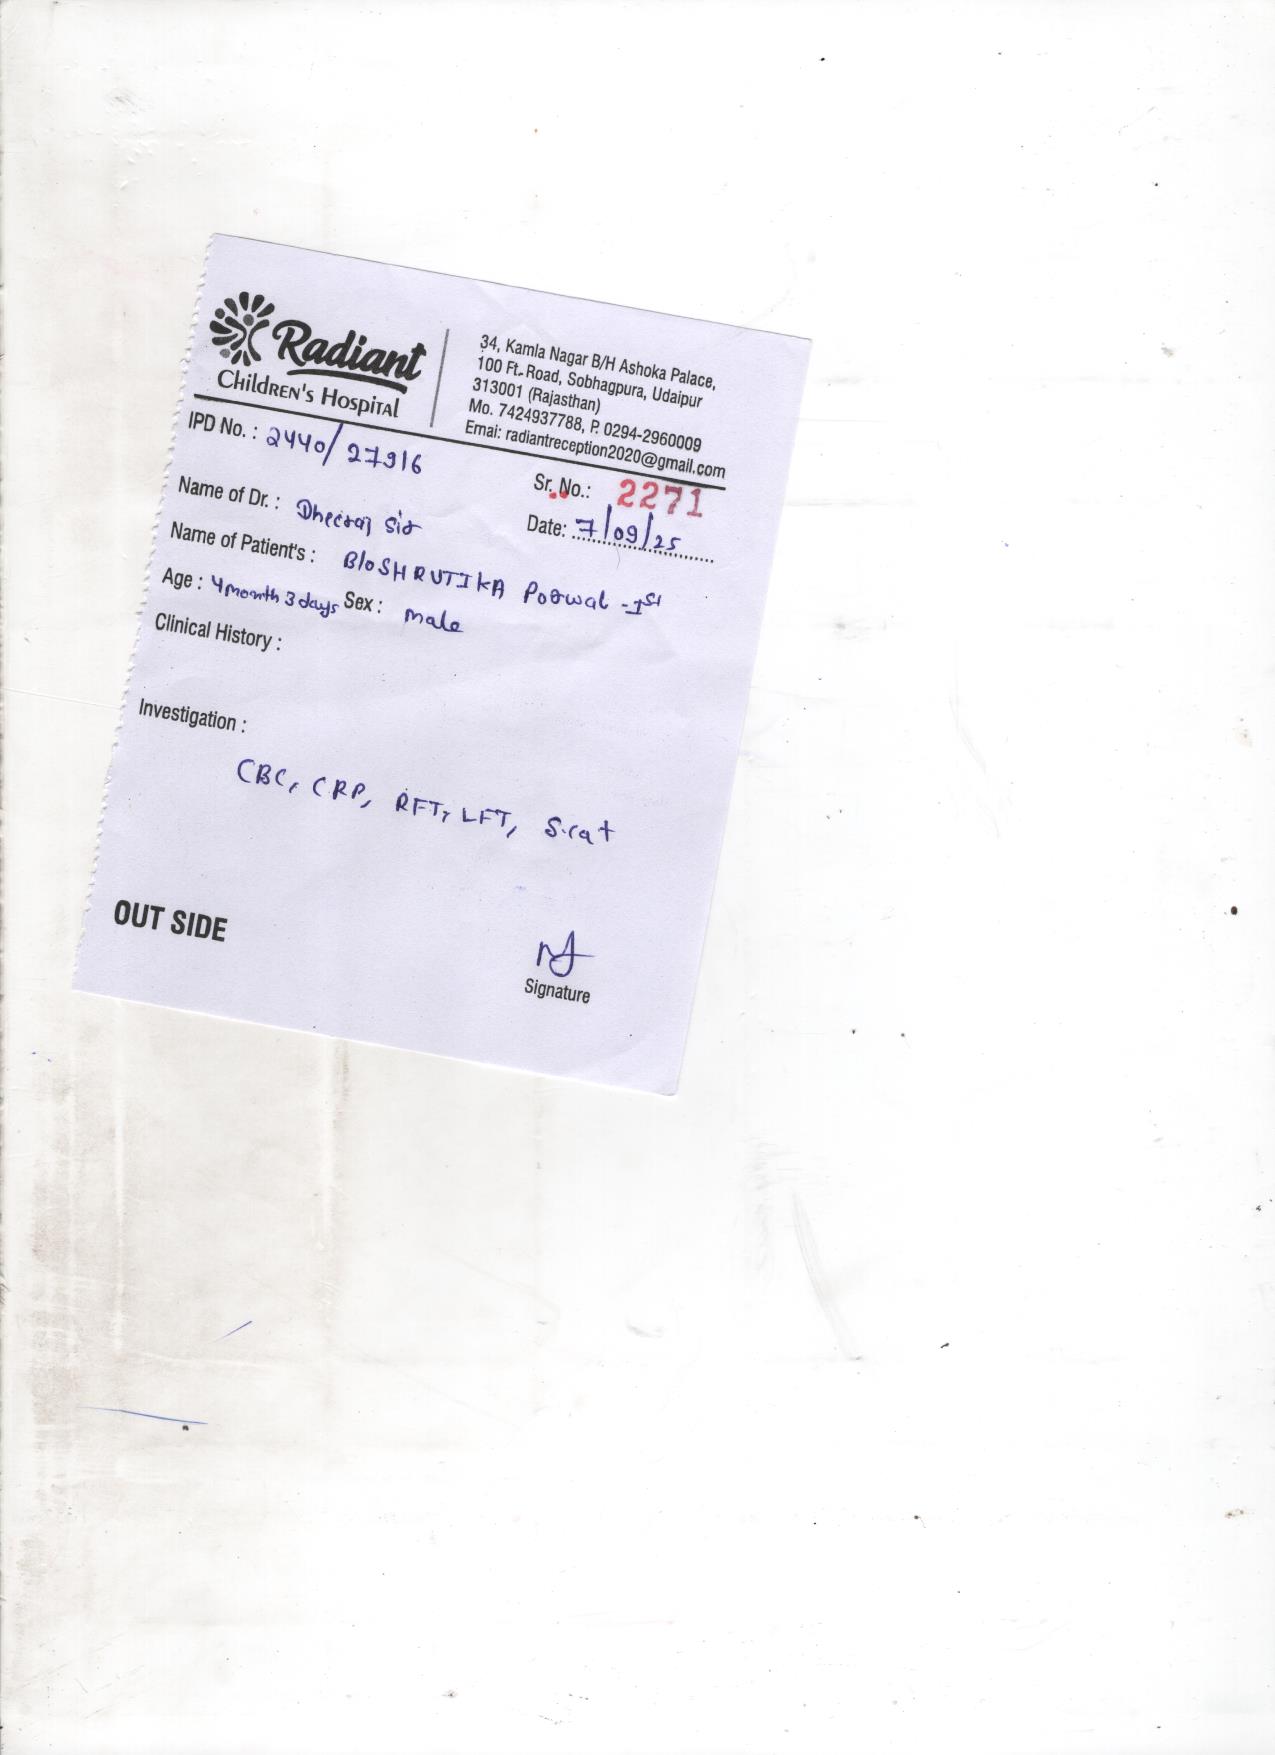 Radiant
Children's Hospital
34, Kamla Nagar B/H Ashoka Palace,
100 Ft. Road, Sobhagpura, Udaipur
313001 (Rajasthan)
Mo. 7424937788, P. 0294-2960009
Emai: radiantreception2020@gmail.com
IPD No. : 2440/27916
Sr. No.: 2271
Name of Dr. : Dheeraj Sir
Date: 7/09/25
Name of Patient's : B/o SHRUTIKA Porwal - Ist
Age : 4 month 3 days Sex : male
Clinical History :
Investigation :
CBC, CRP, RFT, LFT, S.ca+
OUT SIDE
Signature